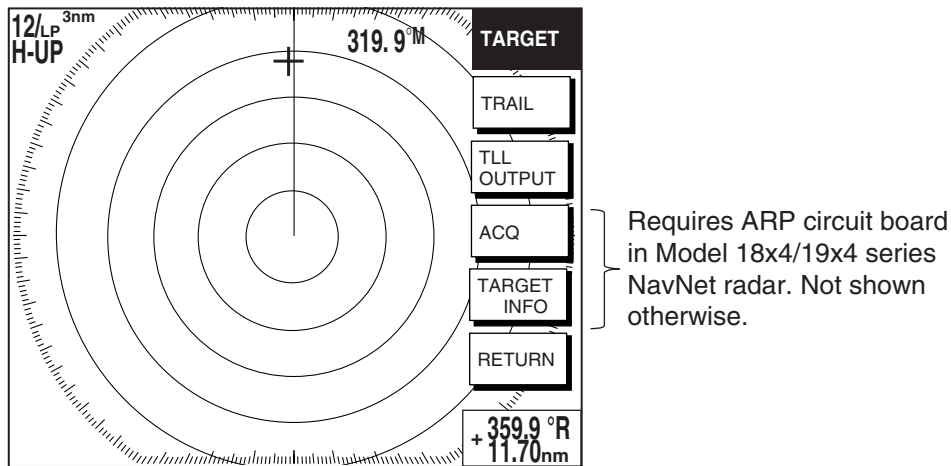 12/LP 3nm
H-UP
319. 9°M
TARGET
TRAIL
TLL
OUTPUT
ACQ
TARGET
INFO
RETURN
+ 359.9 °R
11.70nm
Requires ARP circuit board
in Model 18x4/19x4 series
NavNet radar. Not shown
otherwise.